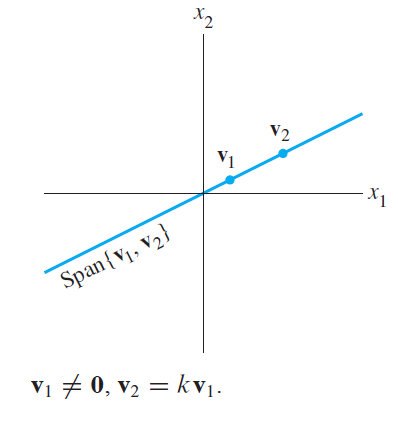 x₂
v₂
v₁
x₁
Span{v₁, v₂}
v₁ ≠ 0, v₂ = kv₁.